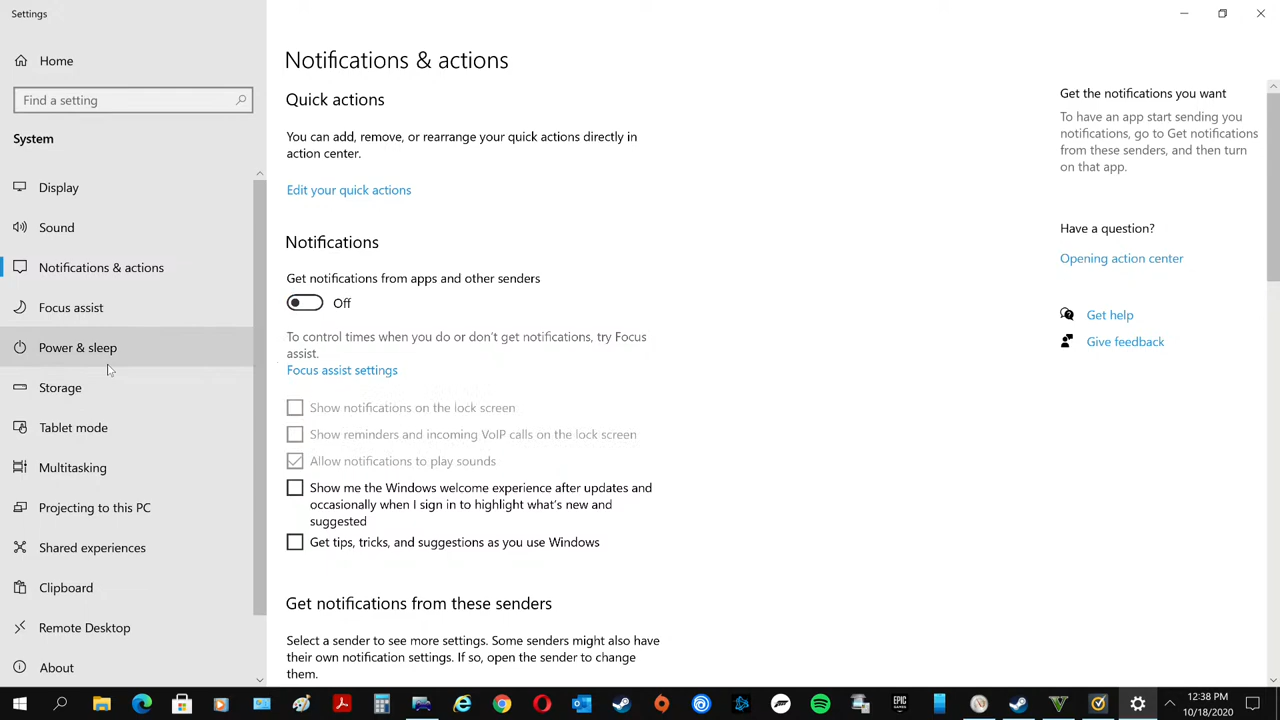 Settings
Home
Find a setting
System
Display
Sound
Notifications & actions
Focus assist
Power & sleep
Storage
Tablet mode
Multitasking
Projecting to this PC
Shared experiences
Clipboard
Remote Desktop
About
Notifications & actions
Quick actions
You can add, remove, or rearrange your quick actions directly in
action center.
Edit your quick actions
Notifications
Get notifications from apps and other senders
Off
To control times when you do or don't get notifications, try Focus
assist.
Focus assist settings
Show notifications on the lock screen
Show reminders and incoming VoIP calls on the lock screen
Allow notifications to play sounds
Show me the Windows welcome experience after updates and
occasionally when I sign in to highlight what's new and
suggested
Get tips, tricks, and suggestions as you use Windows
Get notifications from these senders
Select a sender to see more settings. Some senders might also have
their own notification settings. If so, open the sender to change
them.
Get the notifications you want
To have an app start sending you
notifications, go to Get notifications
from these senders, and then turn
on that app.
Have a question?
Opening action center
Get help
Give feedback
EPIC
GAMES
12:38 PM
10/18/2020